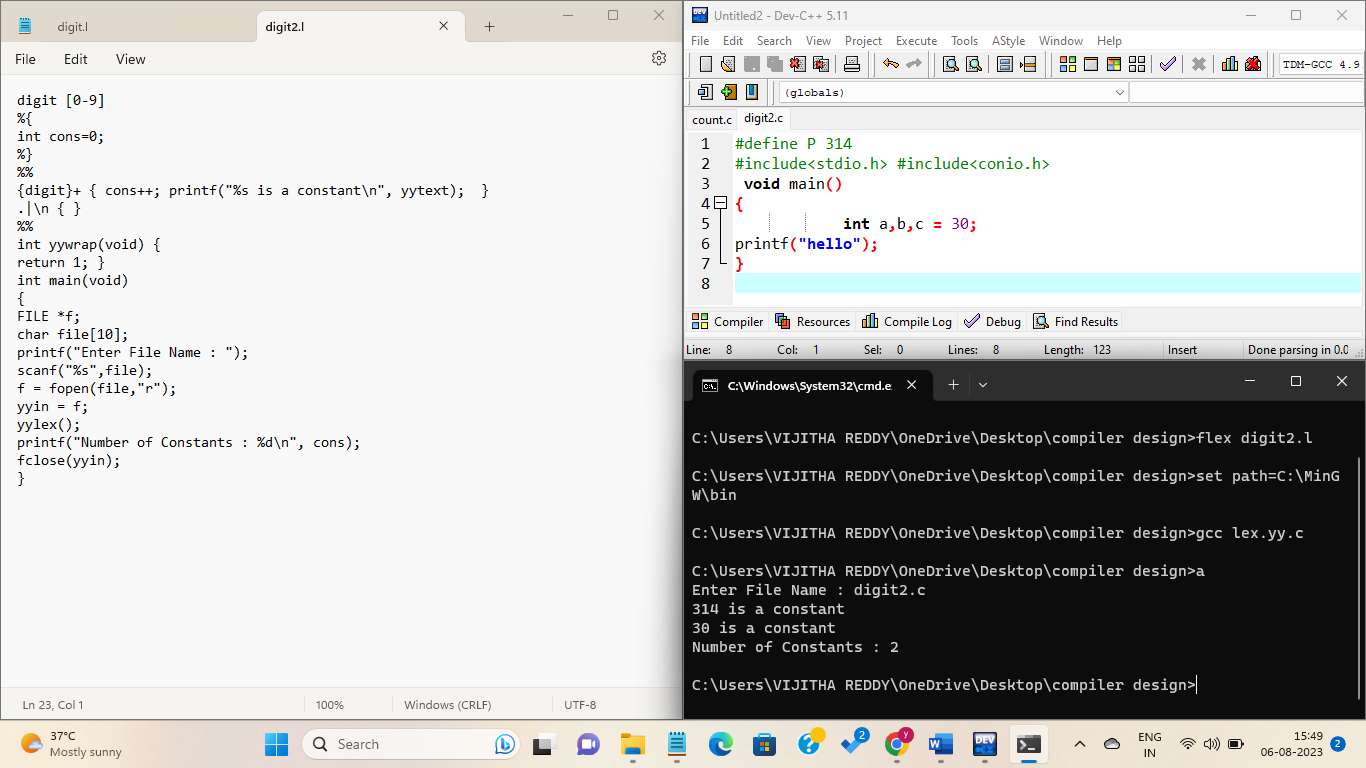 digit.l
digit2.l
File Edit View
digit [0-9]
%{
int cons=0;
%}
%%
{digit}+ { cons++; printf("%s is a constant\n", yytext);  }
.|\n { }
%%
int yywrap(void) {
return 1; }
int main(void)
{
FILE *f;
char file[10];
printf("Enter File Name : ");
scanf("%s",file);
f = fopen(file,"r");
yyin = f;
yylex();
printf("Number of Constants : %d\n", cons);
fclose(yyin);
}
Ln 23, Col 1 100% Windows (CRLF) UTF-8
Untitled2 - Dev-C++ 5.11
File Edit Search View Project Execute Tools AStyle Window Help
TDM-GCC 4.9
(globals)
count.c digit2.c
1 #define P 314
2 #include<stdio.h> #include<conio.h>
3 void main()
4 {
5 int a,b,c = 30;
6 printf("hello");
7 }
8
Compiler Resources Compile Log Debug Find Results
Line: 8 Col: 1 Sel: 0 Lines: 8 Length: 123 Insert Done parsing in 0.0
C:\Windows\System32\cmd.e
C:\Users\VIJITHA REDDY\OneDrive\Desktop\compiler design>flex digit2.l
C:\Users\VIJITHA REDDY\OneDrive\Desktop\compiler design>set path=C:\MinG
W\bin
C:\Users\VIJITHA REDDY\OneDrive\Desktop\compiler design>gcc lex.yy.c
C:\Users\VIJITHA REDDY\OneDrive\Desktop\compiler design>a
Enter File Name : digit2.c
314 is a constant
30 is a constant
Number of Constants : 2
C:\Users\VIJITHA REDDY\OneDrive\Desktop\compiler design>
37°C
Mostly sunny
Search
2
y
DEV
ENG
IN
15:49
06-08-2023
2